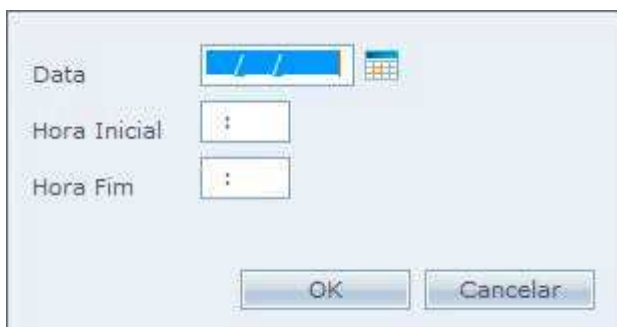 Data / /
Hora Inicial :
Hora Fim :
OK Cancelar